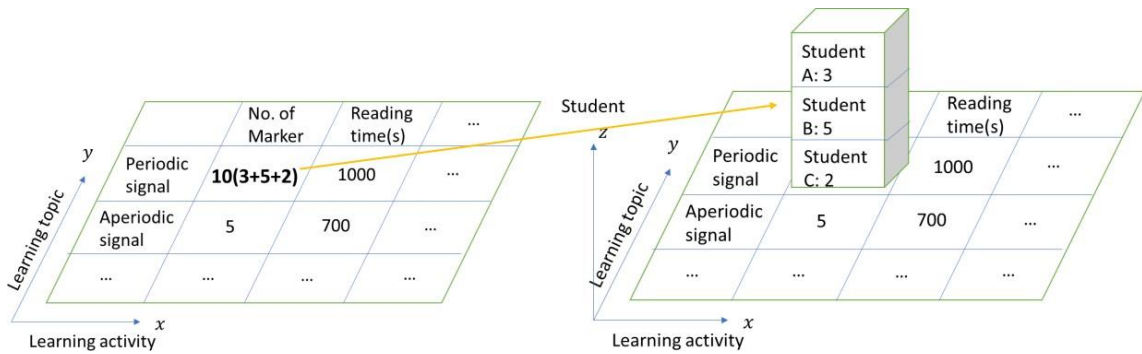 No. of
Marker
Reading
time(s)
...
Periodic
signal
10(3+5+2)
1000
...
Aperiodic
signal
5
700
...
...
...
...
...
y
Learning topic
x
Learning activity
Student
Student
A: 3
Student
B: 5
Student
C: 2
Reading
time(s)
...
z
y
Periodic
signal
1000
...
Aperiodic
signal
5
700
...
...
...
...
...
Learning topic
x
Learning activity